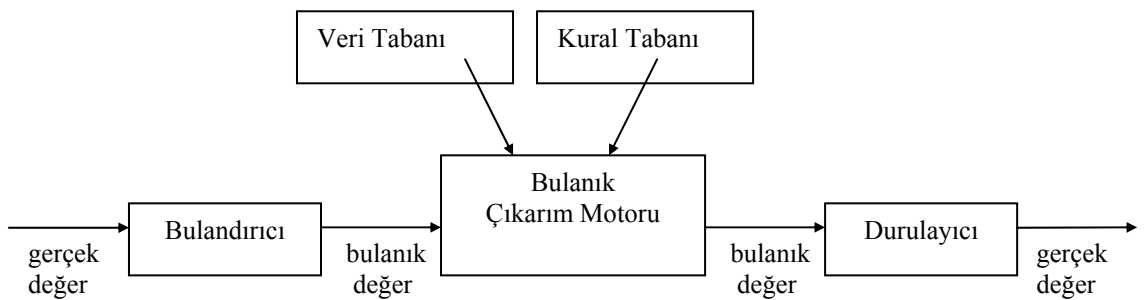 Veri Tabanı
Kural Tabanı
Bulanık
Çıkarım Motoru
Bulandırıcı
Durulayıcı
gerçek
değer
bulanık
değer
bulanık
değer
gerçek
değer